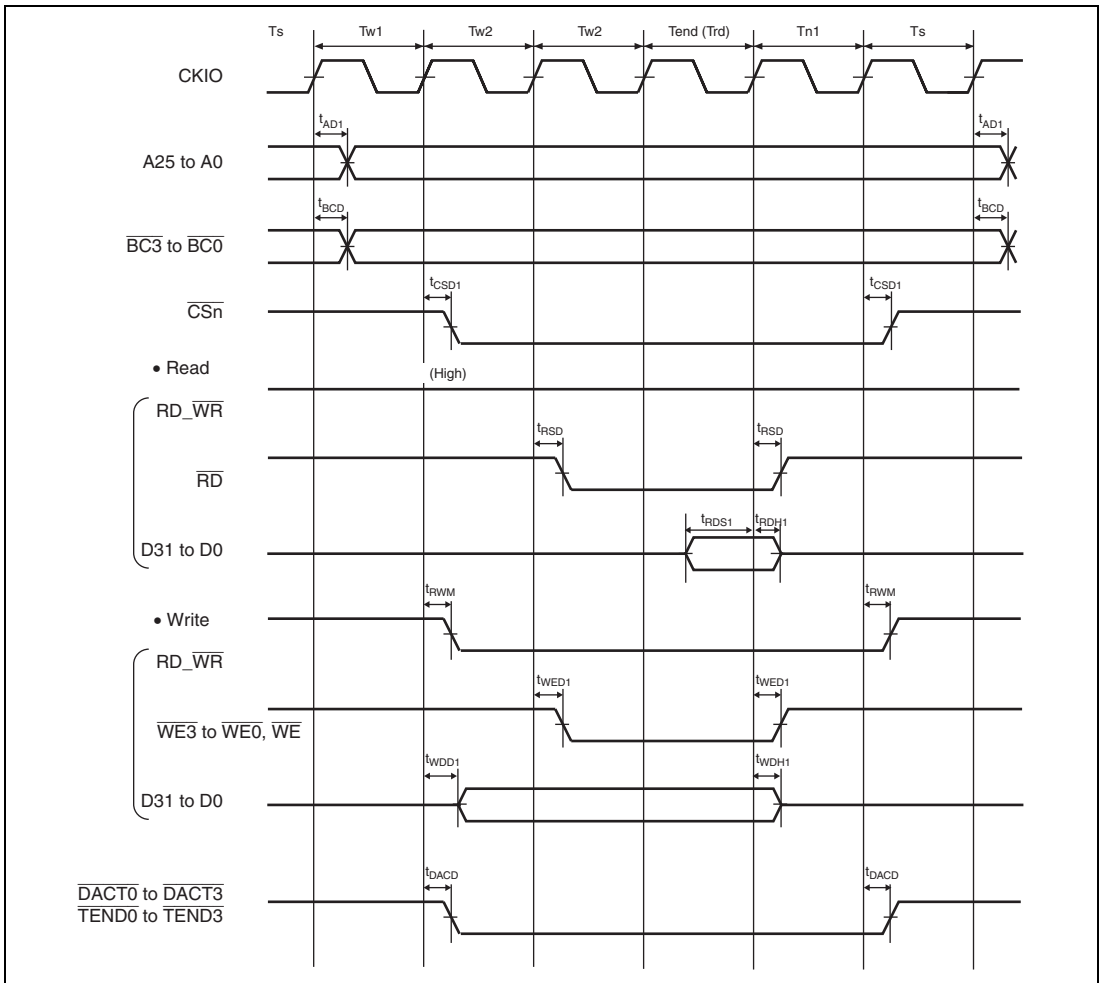 Ts Tw1 Tw2 Tw2 Tend (Trd) Tn1 Ts
CKIO
tAD1 tAD1
A25 to A0
tBCD tBCD
BC3 to BC0
tCSD1 tCSD1
CSn
• Read
(High)
RD_WR
tRSD tRSD
RD
tRDS1 tRDH1
D31 to D0
tRWM tRWM
• Write
RD_WR
tWED1 tWED1
WE3 to WE0, WE
tWDD1 tWDH1
D31 to D0
tDACD tDACD
DACT0 to DACT3
TEND0 to TEND3